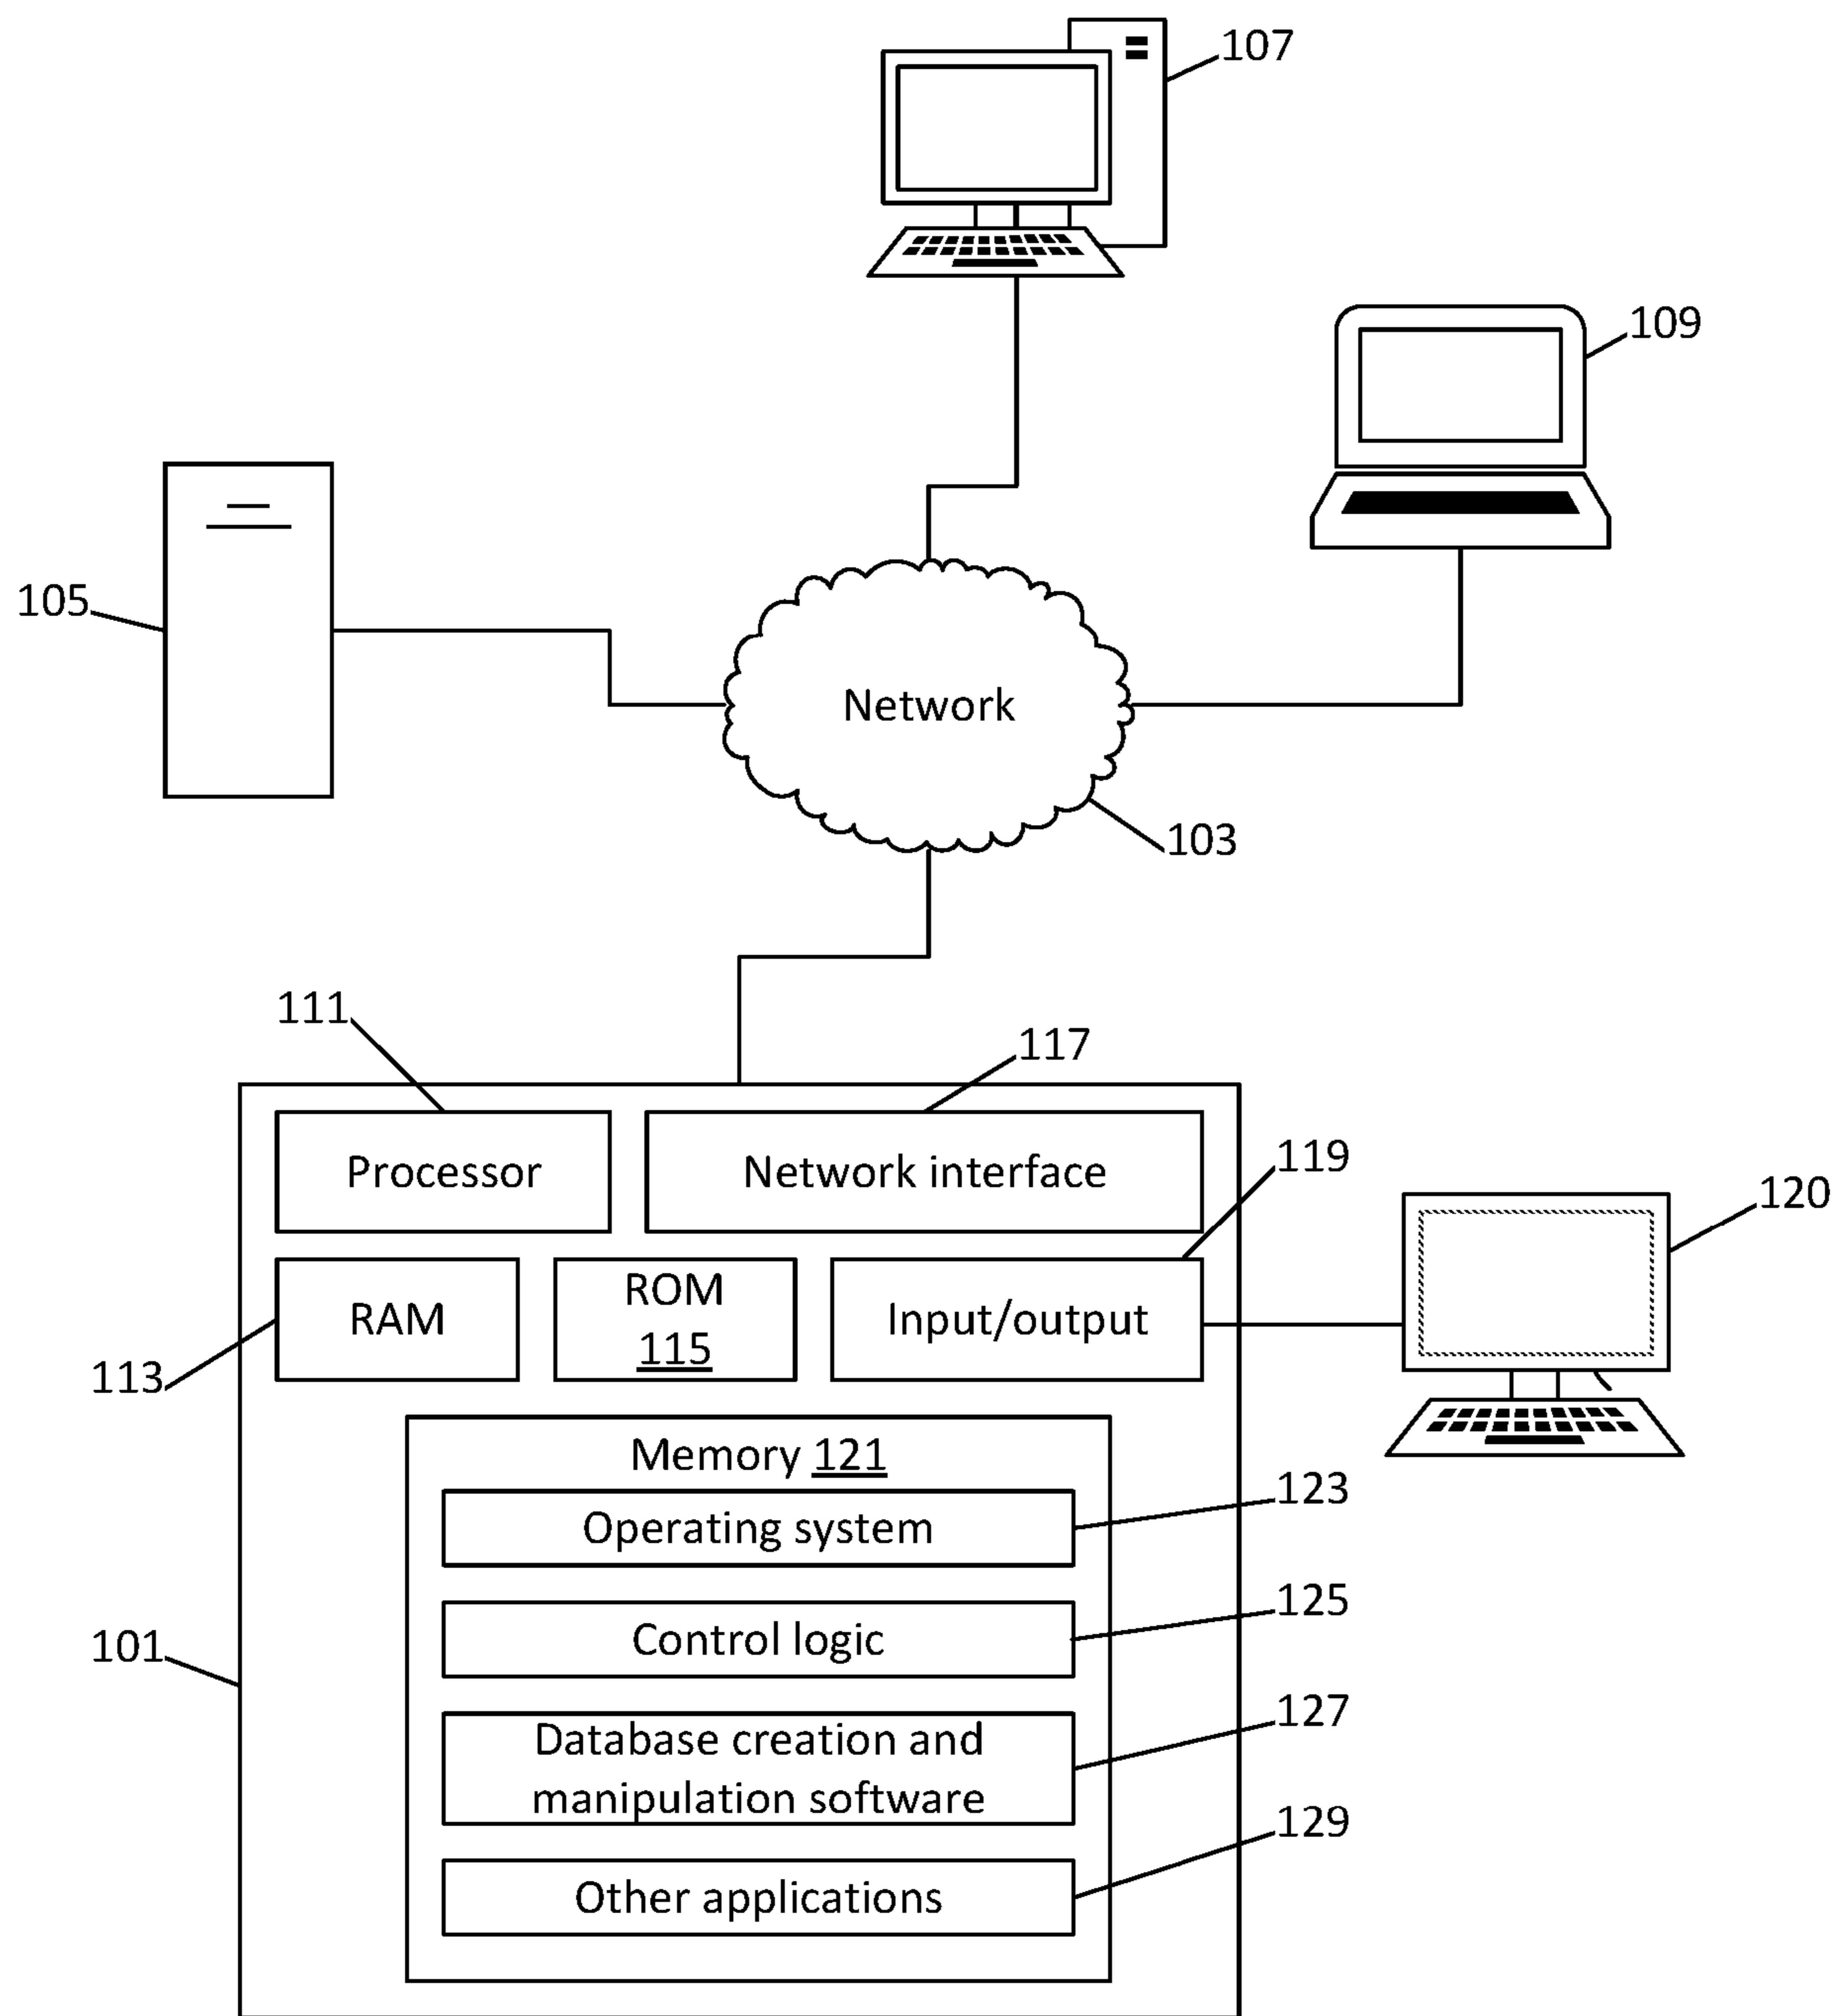 107
109
105
Network
103
111
117
Processor
Network interface
119
120
RAM
ROM
115
Input/output
113
Memory 121
123
Operating system
125
Control logic
101
127
Database creation and
manipulation software
129
Other applications